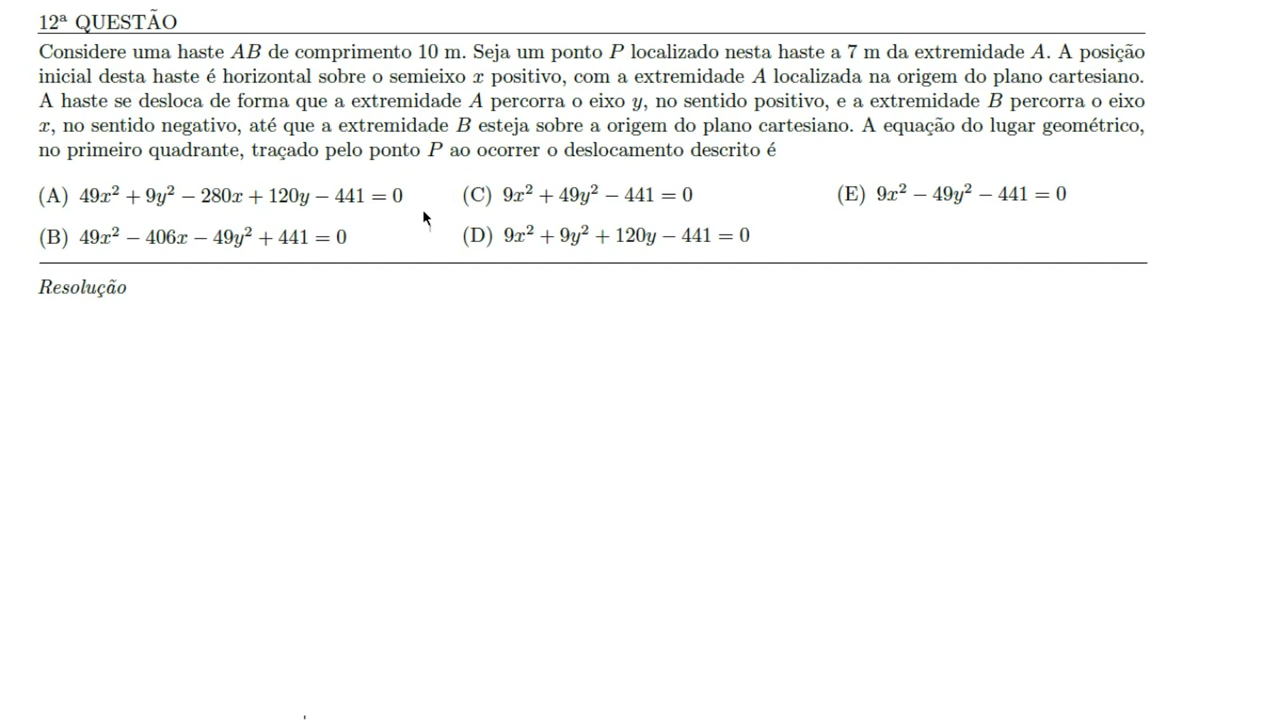 12ª QUESTÃO
Considere uma haste AB de comprimento 10 m. Seja um ponto P localizado nesta haste a 7 m da extremidade A. A posição
inicial desta haste é horizontal sobre o semieixo x positivo, com a extremidade A localizada na origem do plano cartesiano.
A haste se desloca de forma que a extremidade A percorra o eixo y, no sentido positivo, e a extremidade B percorra o eixo
x, no sentido negativo, até que a extremidade B esteja sobre a origem do plano cartesiano. A equação do lugar geométrico,
no primeiro quadrante, traçado pelo ponto P ao ocorrer o deslocamento descrito é
(A) 49x² + 9y² − 280x + 120y − 441 = 0 (C) 9x² + 49y² − 441 = 0 (E) 9x² − 49y² − 441 = 0
(B) 49x² − 406x − 49y² + 441 = 0 (D) 9x² + 9y² + 120y − 441 = 0
Resolução